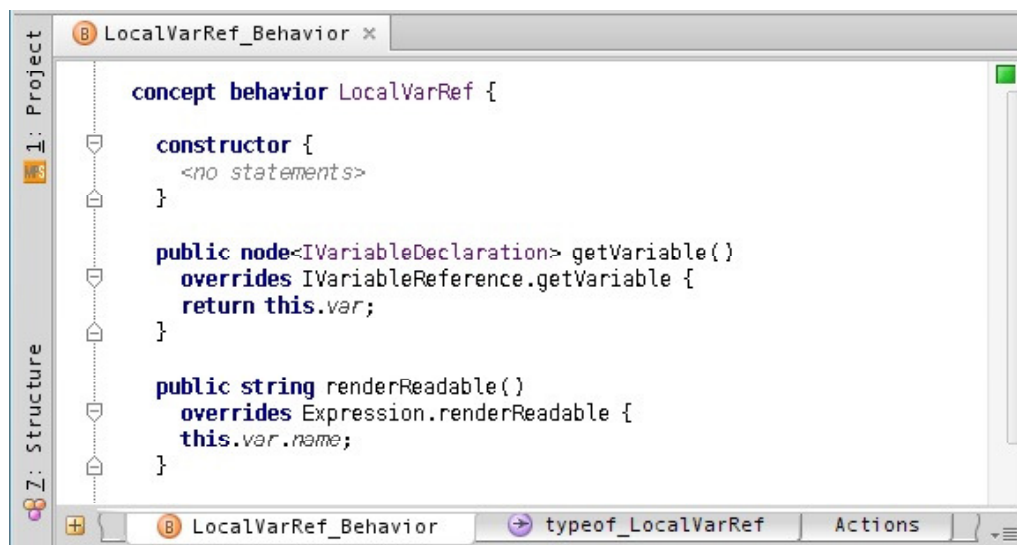 LocalVarRef_Behavior ×
1: Project
MPS
7: Structure
concept behavior LocalVarRef {
constructor {
<no statements>
}
public node<IVariableDeclaration> getVariable()
overrides IVariableReference.getVariable {
return this.var;
}
public string renderReadable()
overrides Expression.renderReadable {
this.var.name;
}
B LocalVarRef_Behavior
typeof_LocalVarRef
Actions